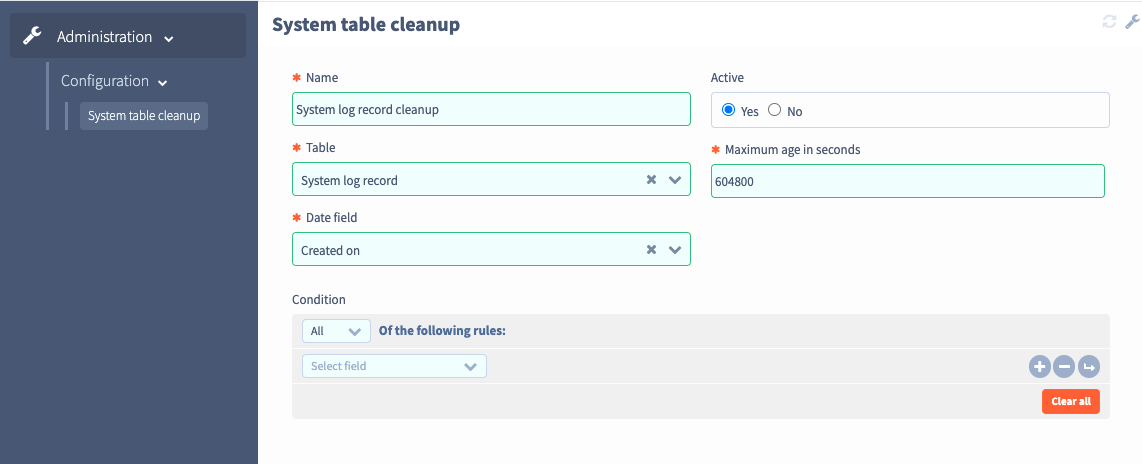 System table cleanup
Administration
Configuration
System table cleanup
* Name
System log record cleanup
Active
Yes No
* Table
System log record
* Maximum age in seconds
604800
* Date field
Created on
Condition
All Of the following rules:
Select field
Clear all